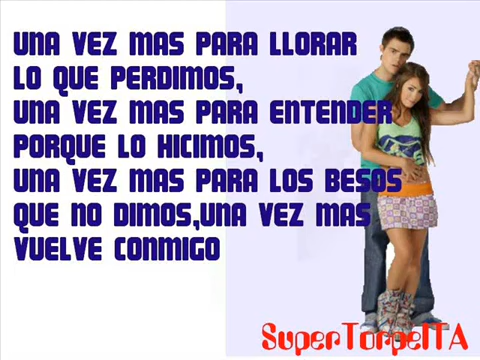 UNA VEZ MAS PARA LLORAR
LO QUE PERDIMOS,
UNA VEZ MAS PARA ENTENDER
PORQUE LO HICIMOS,
UNA VEZ MAS PARA LOS BESOS
QUE NO DIMOS,UNA VEZ MAS
VUELVE CONMIGO
SuperTorpeTTA